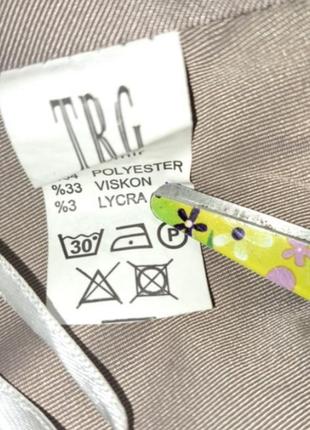 TRG
POLYESTER
%33 VISKON
%3 LYCRA
30° P